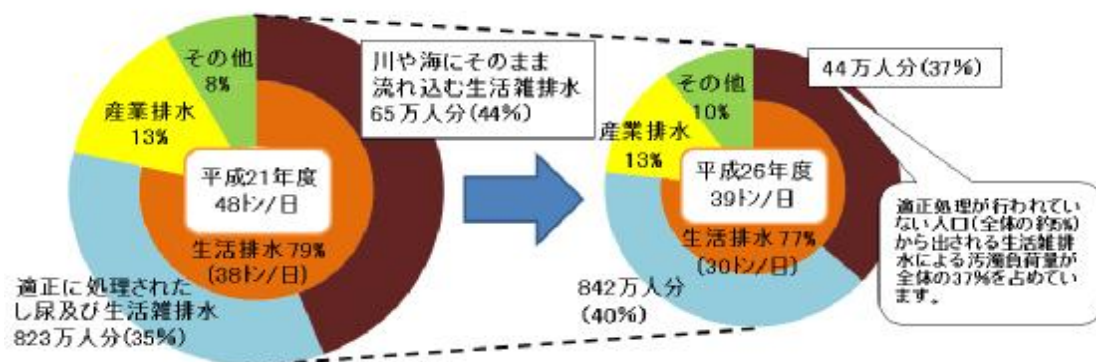 その他
8%
産業排水
13%
川や海にそのまま
流れ込む生活雑排水
65万人分(44%)
平成21年度
48トン/日
生活排水79%
(38トン/日)
適正に処理された
し尿及び生活雑排水
823万人分(35%)
44万人分(37%)
その他
10%
産業排水
13%
平成26年度
39トン/日
生活排水77%
(30トン/日)
842万人分
(40%)
適正処理が行われてい
ない人口(全体の約5%)
から出される生活雑排
水による汚濁負荷量が
全体の37%を占めてい
ます。